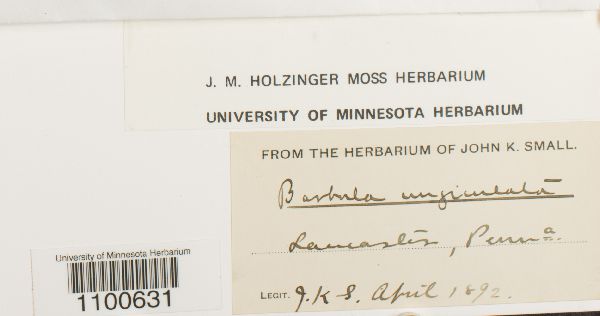 J. M. HOLZINGER MOSS HERBARIUM
UNIVERSITY OF MINNESOTA HERBARIUM
FROM THE HERBARIUM OF JOHN K. SMALL.
Barbula unguiculata
Lancaster, Penna.
LEGIT. J.K.S. April 1892.
University of Minnesota Herbarium
1100631